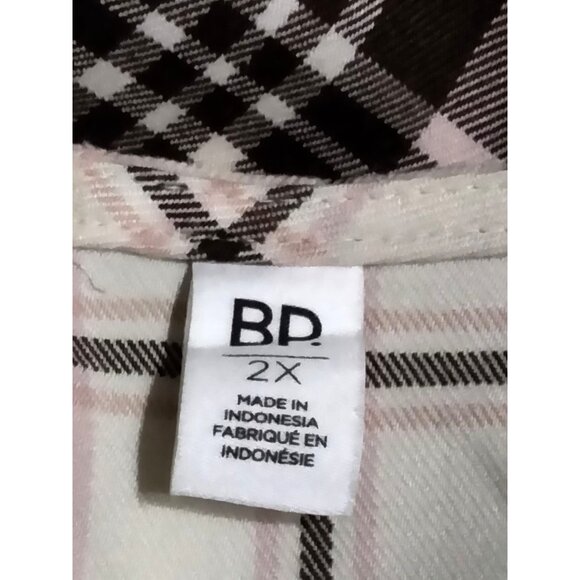 BP.
2X
MADE IN
INDONESIA
FABRIQUÉ EN
INDONÉSIE